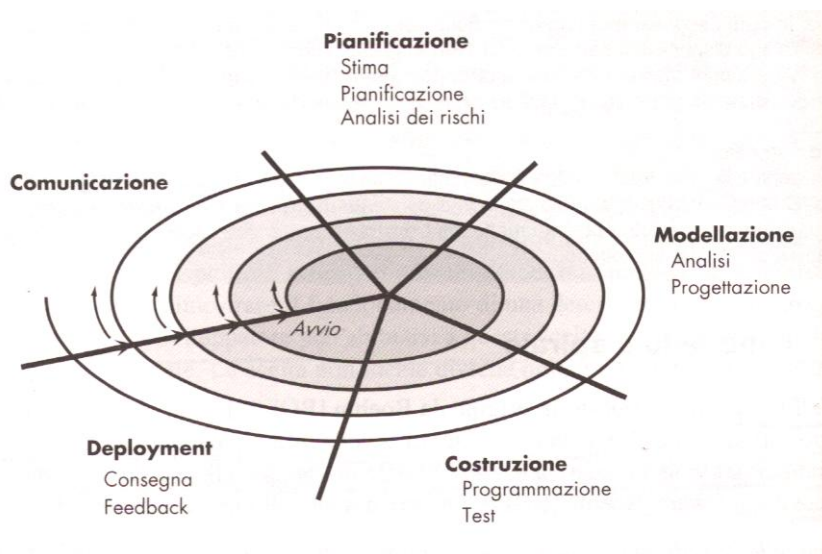 Pianificazione
Stima
Pianificazione
Analisi dei rischi
Comunicazione
Modellazione
Analisi
Progettazione
Avvio
Deployment
Consegna
Feedback
Costruzione
Programmazione
Test